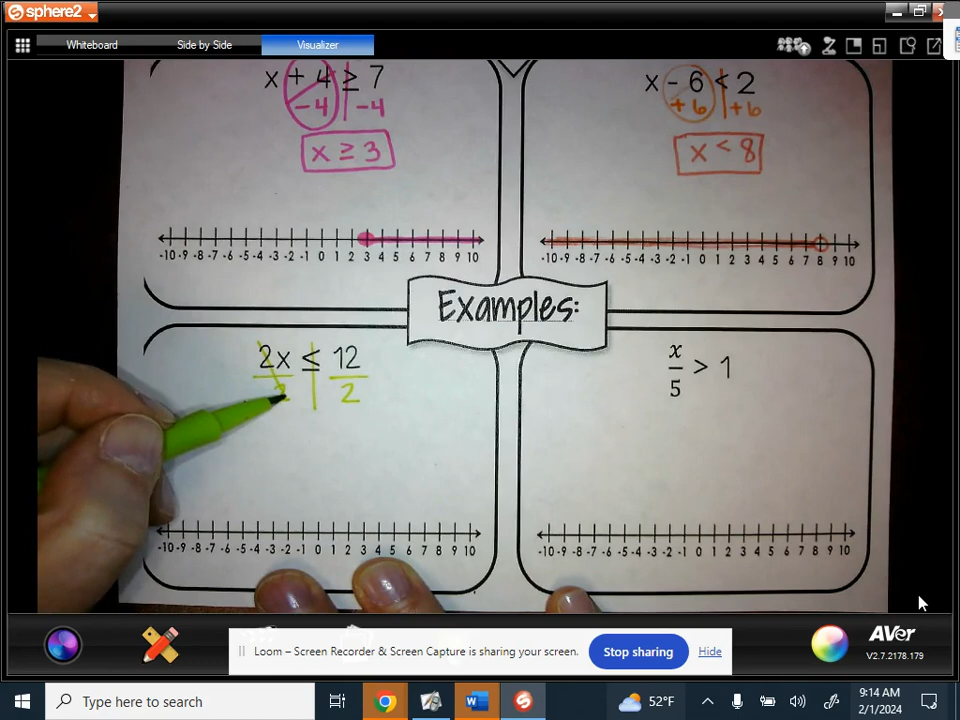 sphere2
Whiteboard
Side by Side
Visualizer
x + 4 ≥ 7
-4 -4
x ≥ 3
-10 -9 -8 -7 -6 -5 -4 -3 -2 -1 0 1 2 3 4 5 6 7 8 9 10
x - 6 < 2
+6 +6
x < 8
-10 -9 -8 -7 -6 -5 -4 -3 -2 -1 0 1 2 3 4 5 6 7 8 9 10
Examples:
2x ≤ 12
2 2
-10 -9 -8 -7 -6 -5 -4 -3 -2 -1 0 1 2 3 4 5 6 7 8 9 10
x
5 > 1
-10 -9 -8 -7 -6 -5 -4 -3 -2 -1 0 1 2 3 4 5 6 7 8 9 10
Loom – Screen Recorder & Screen Capture is sharing your screen.
Stop sharing
Hide
AVer
V2.7.2178.179
Type here to search
52°F
9:14 AM
2/1/2024